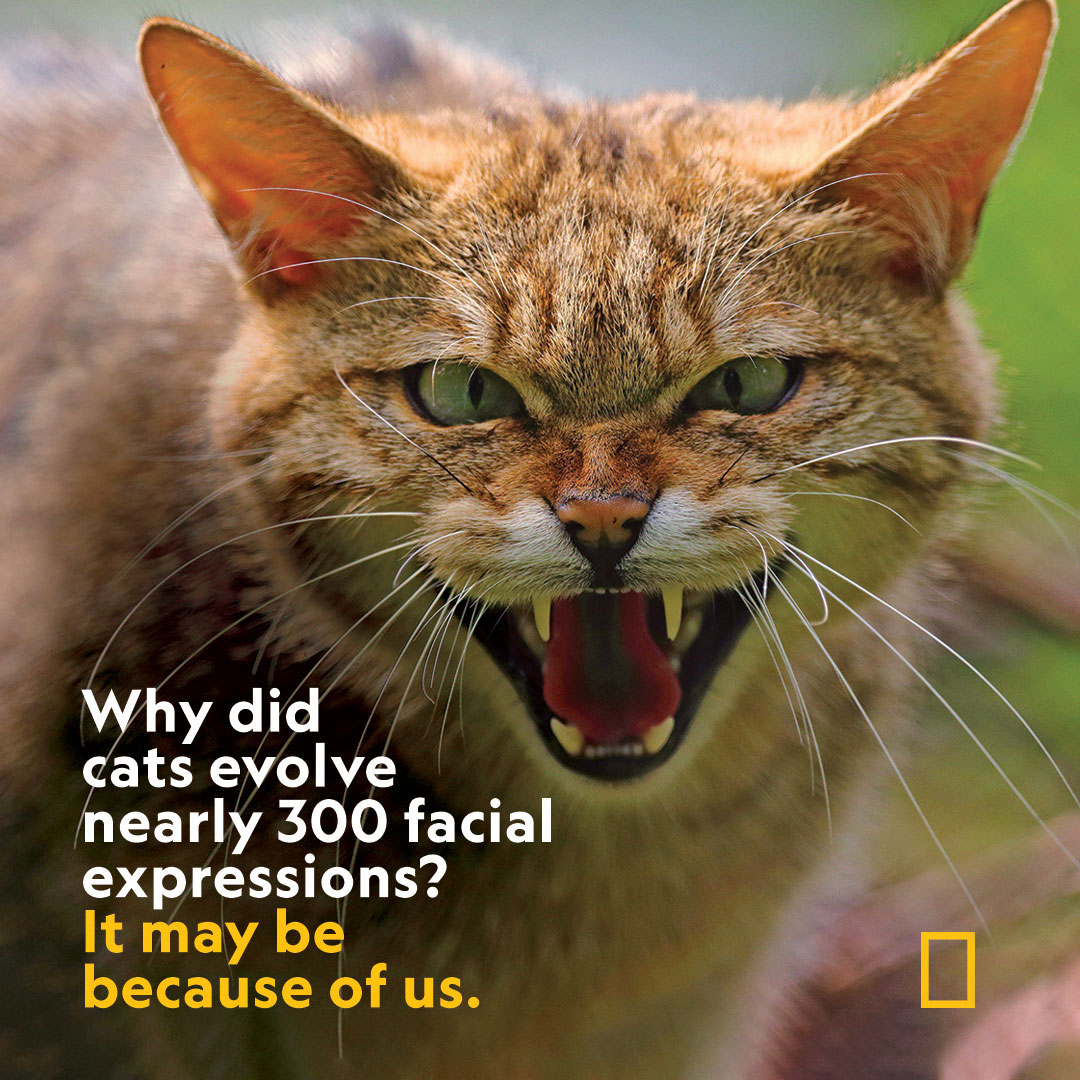 Why did
cats evolve
nearly 300 facial
expressions?
It may be
because of us.